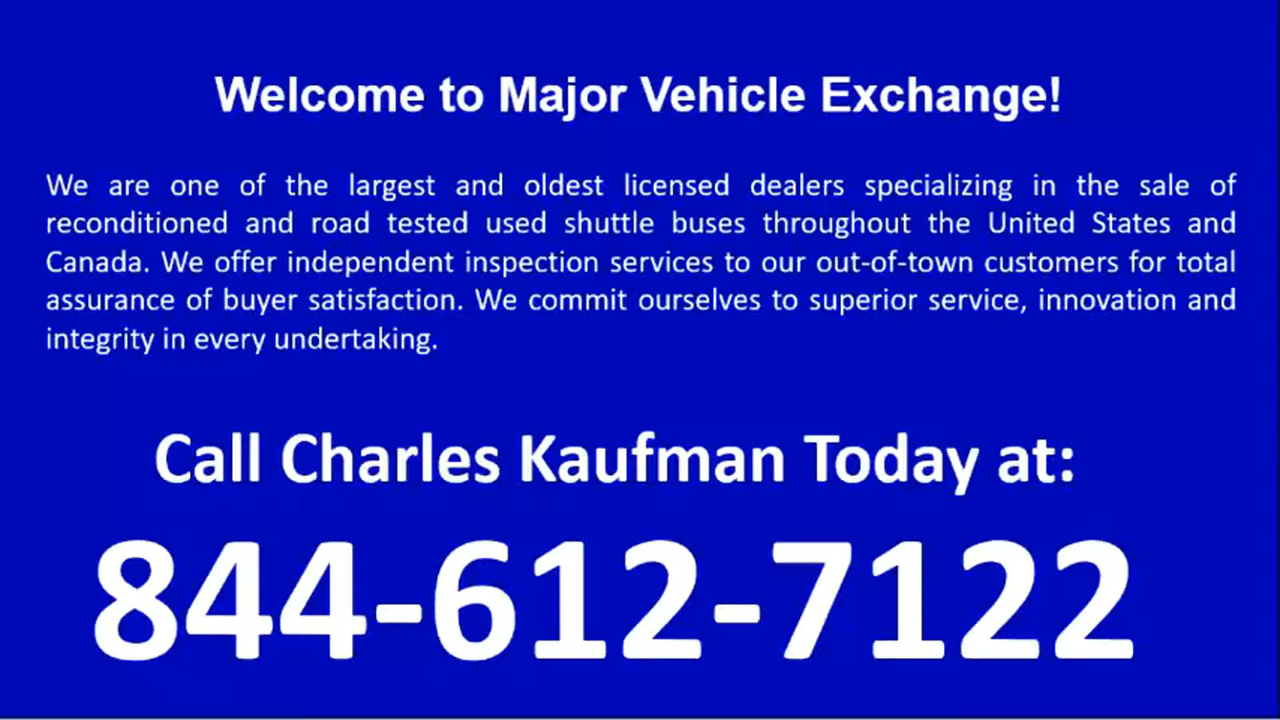 Welcome to Major Vehicle Exchange!
We are one of the largest and oldest licensed dealers specializing in the sale of
reconditioned and road tested used shuttle buses throughout the United States and
Canada. We offer independent inspection services to our out-of-town customers for total
assurance of buyer satisfaction. We commit ourselves to superior service, innovation and
integrity in every undertaking.
Call Charles Kaufman Today at:
844-612-7122